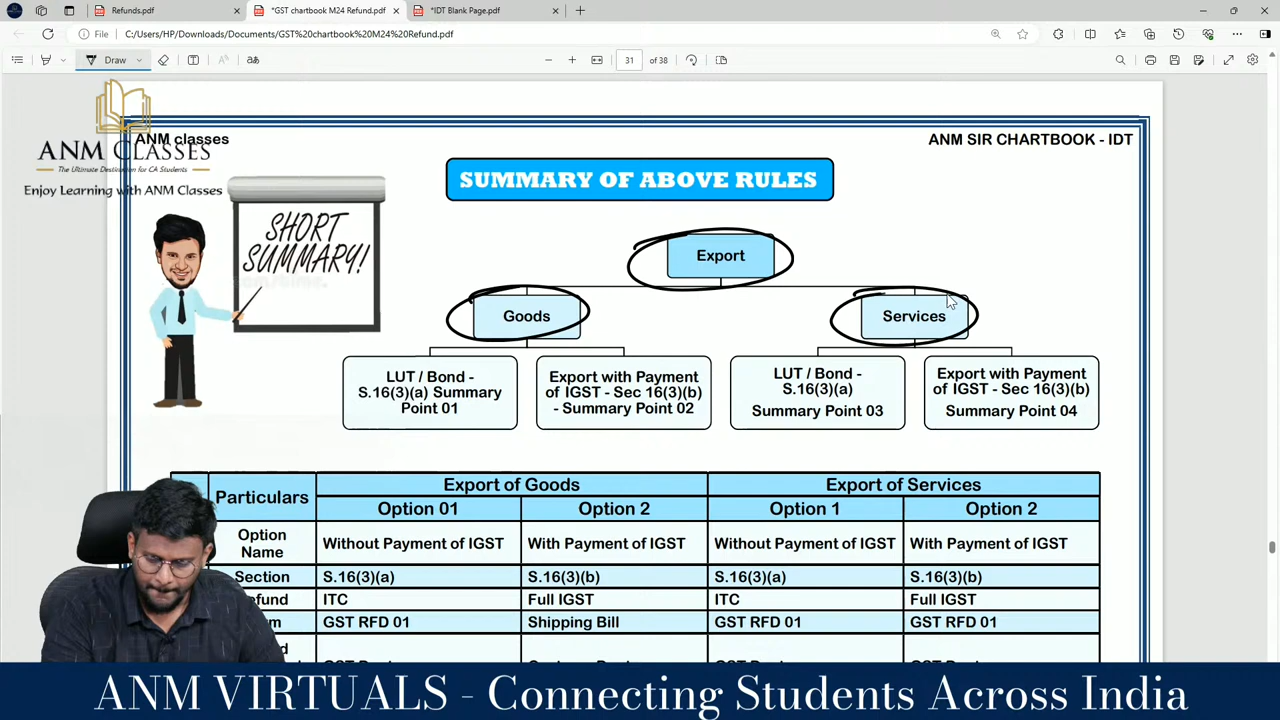 Refunds.pdf
*GST chartbook M24 Refund.pdf
*IDT Blank Page.pdf
File
C:/Users/HP/Downloads/Documents/GST%20chartbook%20M24%20Refund.pdf
Draw
31
of 38
ANM classes
ANM SIR CHARTBOOK - IDT
ANM CLASSES
The Ultimate Destination for CA Students
Enjoy Learning with ANM Classes
SUMMARY OF ABOVE RULES
SHORT
SUMMARY!
Export
Goods
Services
LUT / Bond -
S.16(3)(a) Summary
Point 01
Export with Payment
of IGST - Sec 16(3)(b)
- Summary Point 02
LUT / Bond -
S.16(3)(a)
Summary Point 03
Export with Payment
of IGST - Sec 16(3)(b)
Summary Point 04
Particulars
Export of Goods
Export of Services
Option 01
Option 2
Option 1
Option 2
Option
Name
Without Payment of IGST
With Payment of IGST
Without Payment of IGST
With Payment of IGST
Section
S.16(3)(a)
S.16(3)(b)
S.16(3)(a)
S.16(3)(b)
ITC
Full IGST
ITC
Full IGST
GST RFD 01
Shipping Bill
GST RFD 01
GST RFD 01
ANM VIRTUALS - Connecting Students Across India